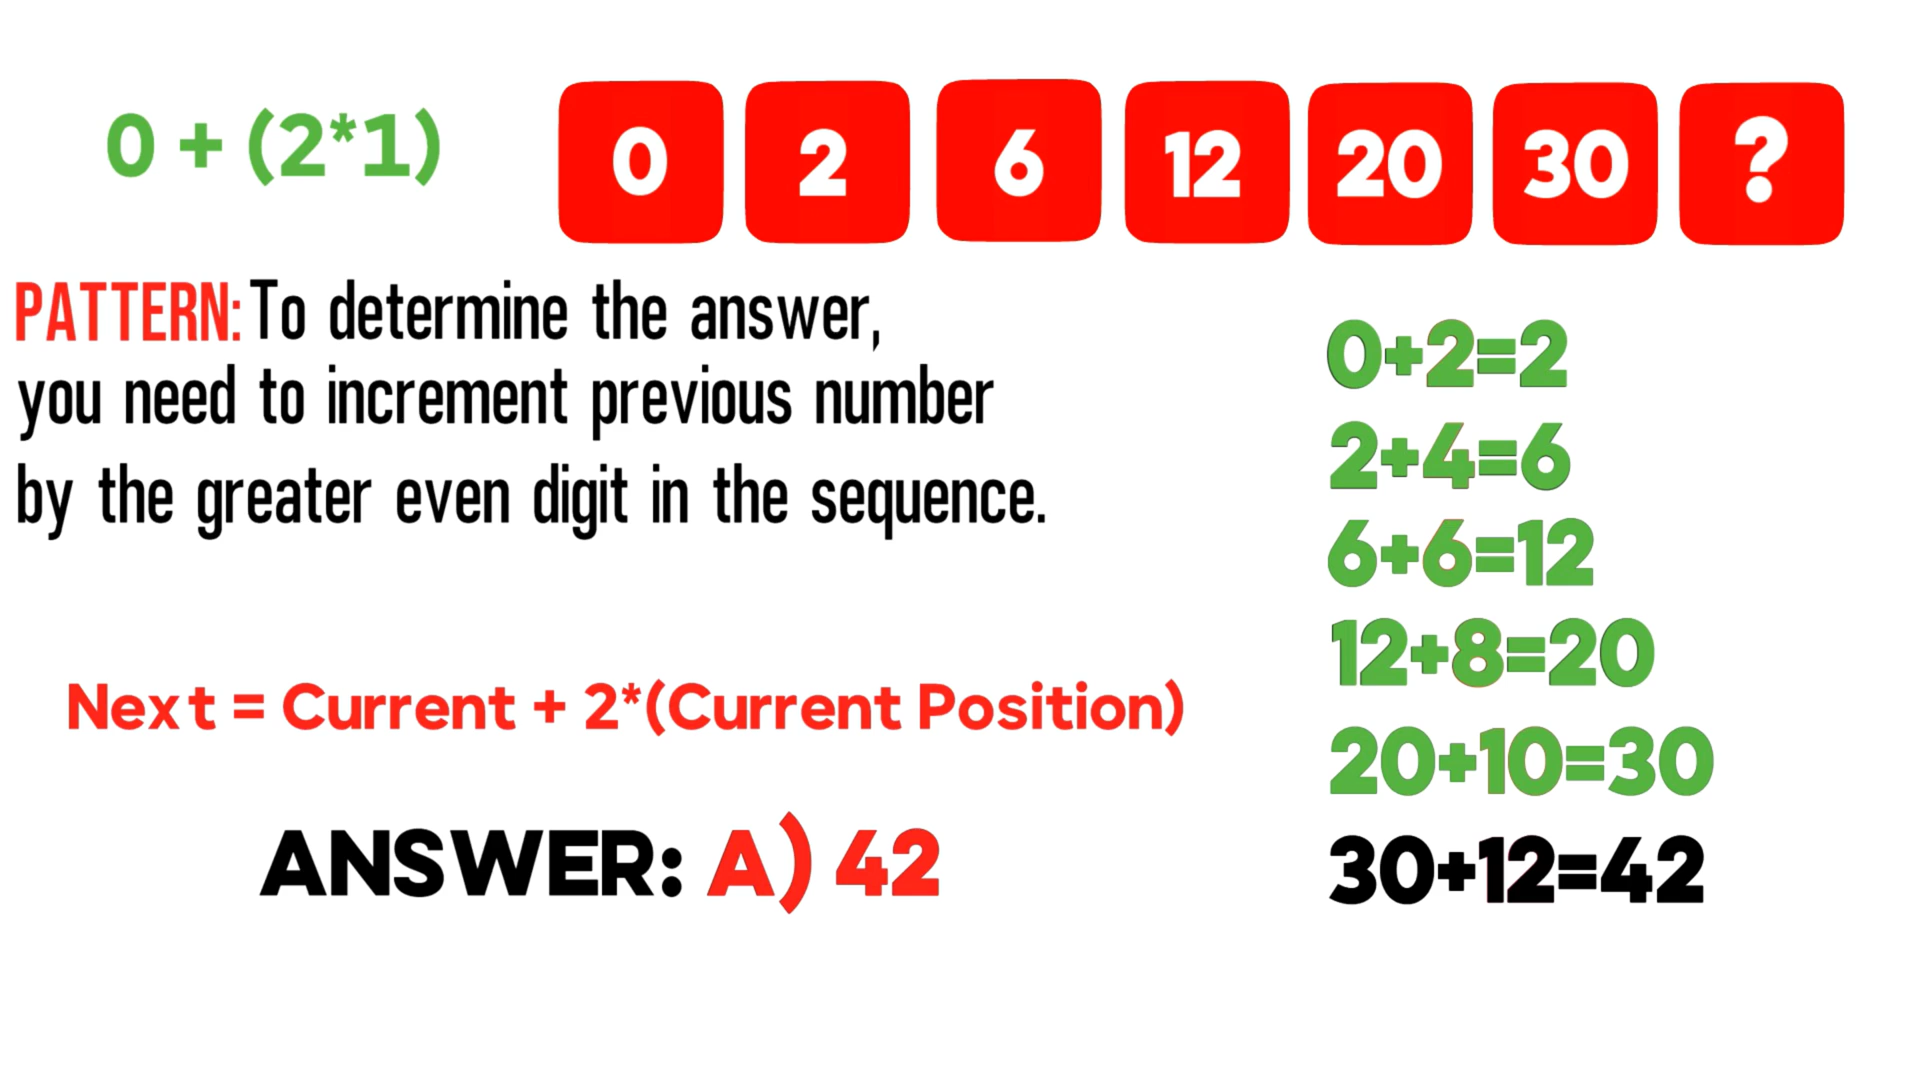 0 + (2*1)
0 2 6 12 20 30 ?
PATTERN: To determine the answer,
you need to increment previous number
by the greater even digit in the sequence.
0+2=2
2+4=6
6+6=12
12+8=20
20+10=30
30+12=42
Next = Current + 2*(Current Position)
ANSWER: A) 42